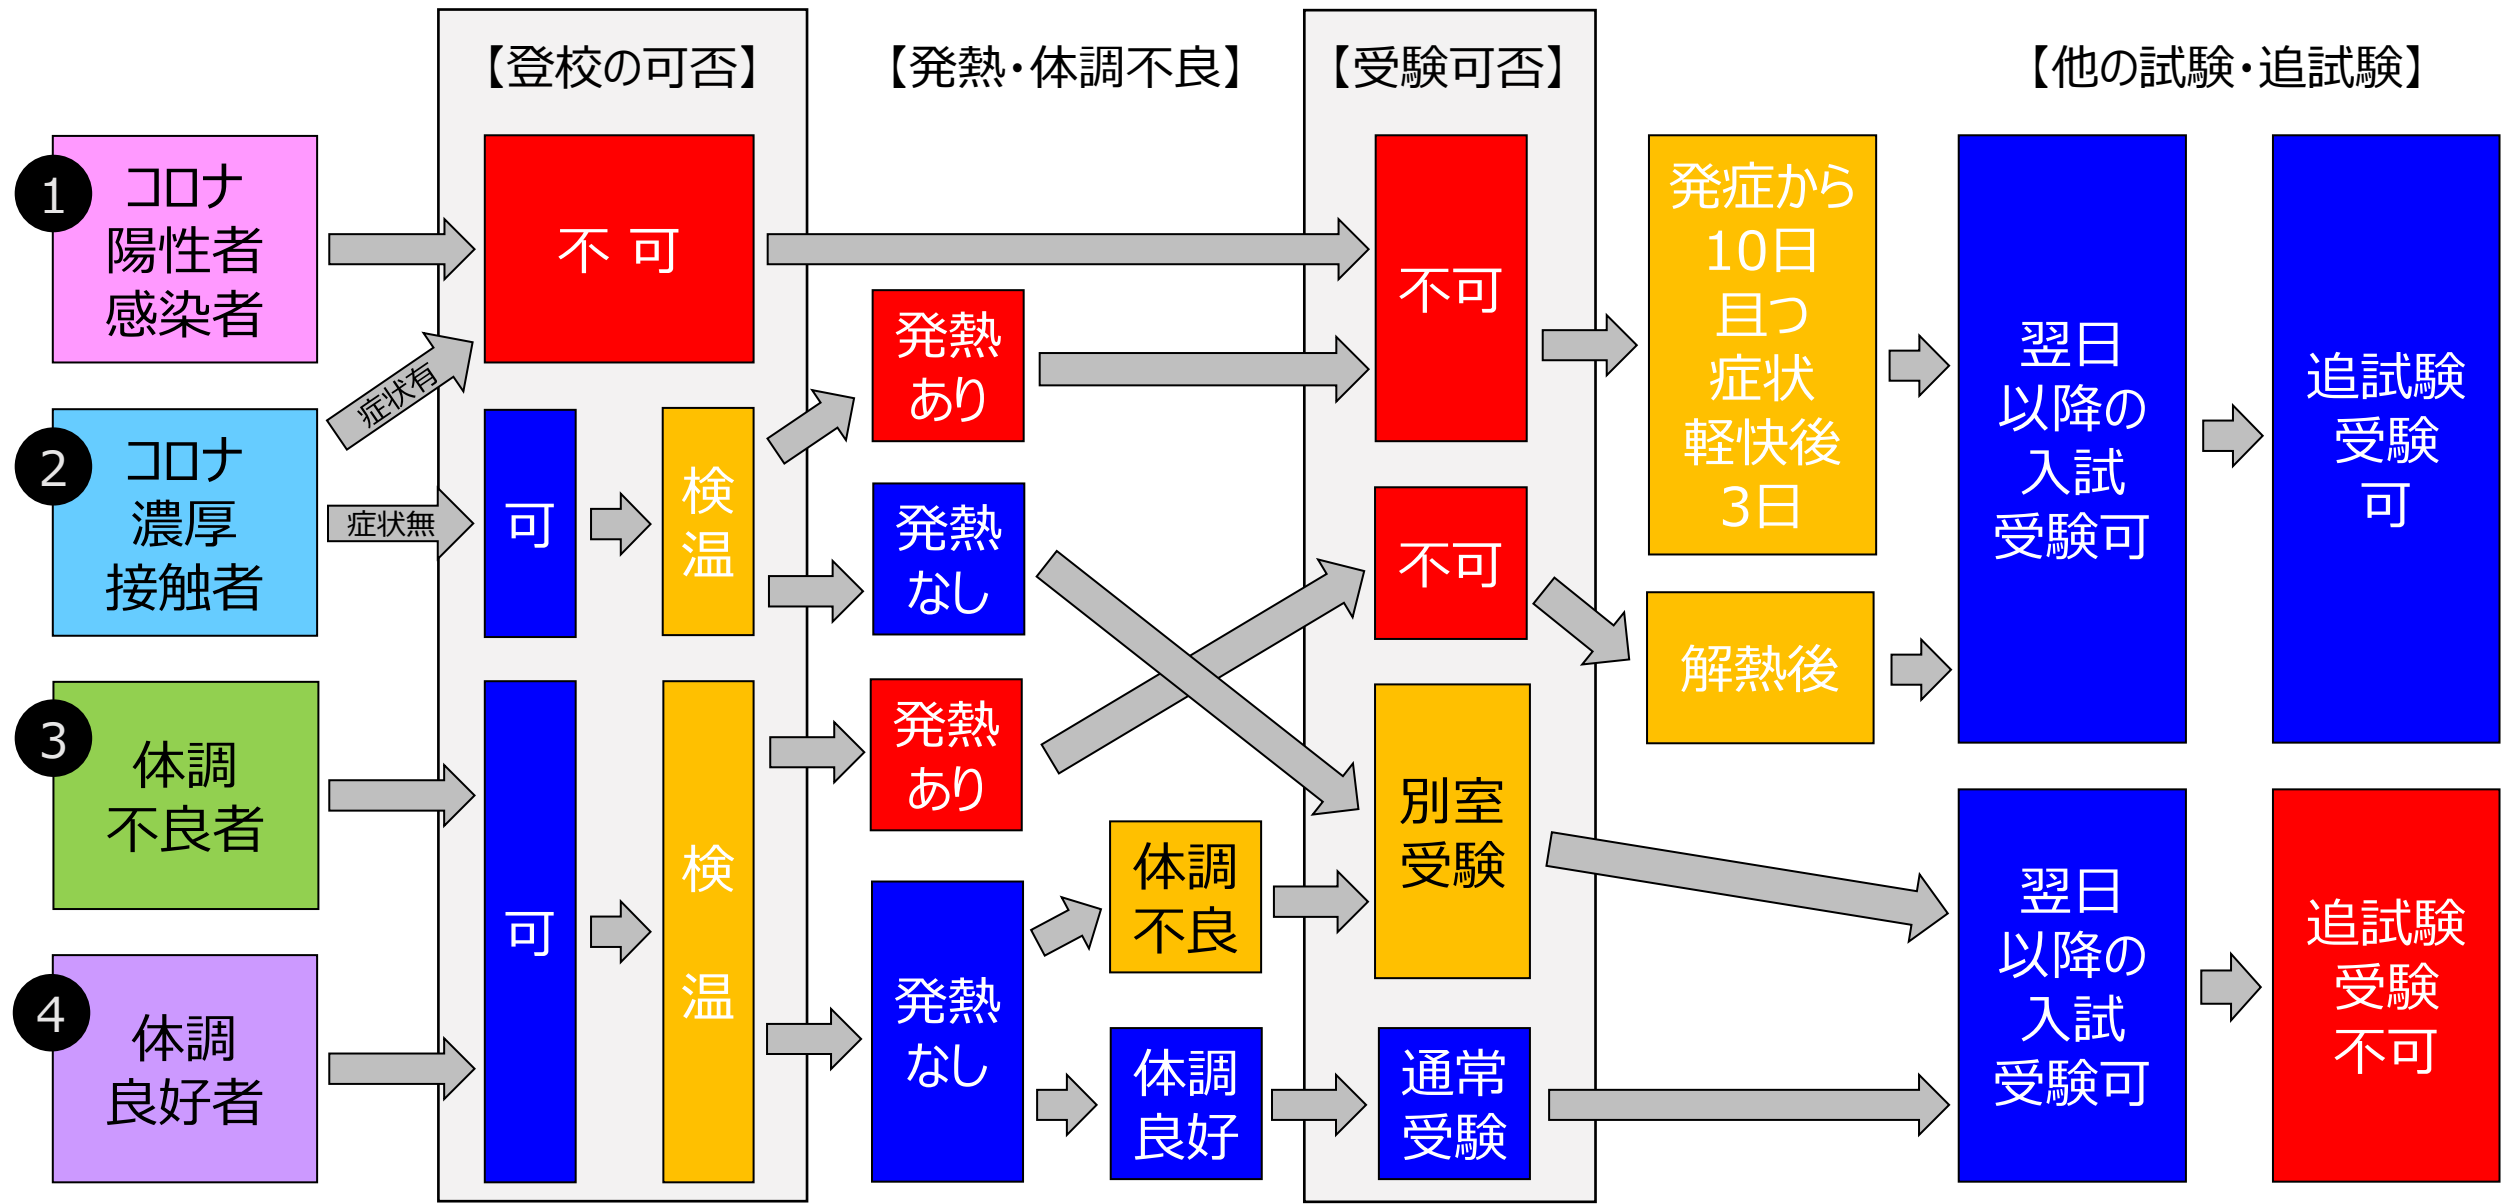 【登校の可否】
【発熱・体調不良】
【受験可否】
【他の試験・追試験】
1
コロナ
陽性者
感染者
2
コロナ
濃厚
接触者
3
体調
不良者
4
体調
良好者
症状有
症状無
不 可
可
検
温
可
検
温
発熱
あり
発熱
なし
発熱
あり
発熱
なし
体調
不良
体調
良好
不可
不可
別室
受験
通常
受験
発症から
10日
且つ
症状
軽快後
3日
解熱後
翌日
以降の
入試
受験可
翌日
以降の
入試
受験可
追試験
受験
可
追試験
受験
不可